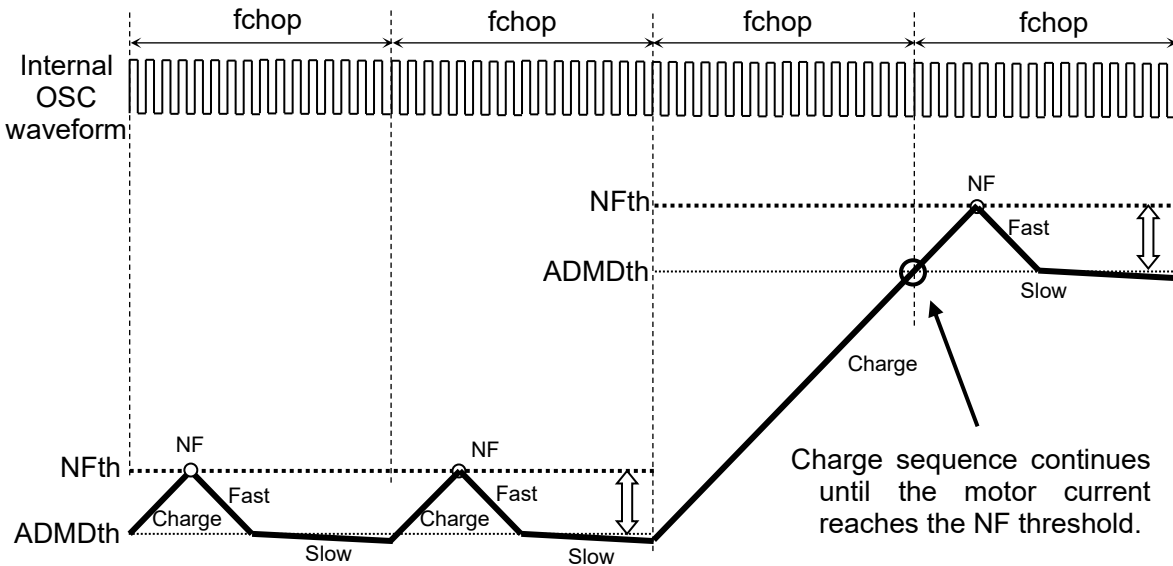 fchop
fchop
fchop
fchop
Internal
OSC
waveform
NF
NFth
Fast
ADMDth
Slow
Charge
NF
NF
NFth
Fast
Fast
Charge
Charge
ADMDth
Slow
Slow
Charge sequence continues
until the motor current
reaches the NF threshold.